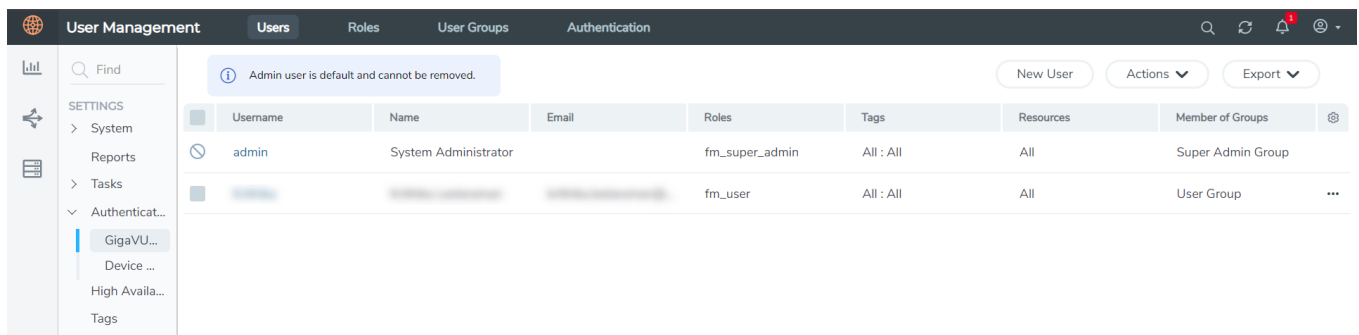 User Management Users Roles User Groups Authentication 1
Find
Admin user is default and cannot be removed.
New User Actions Export
SETTINGS
System
Reports
Tasks
Authenticat...
GigaVU...
Device ...
High Availa...
Tags
Username Name Email Roles Tags Resources Member of Groups
admin System Administrator fm_super_admin All : All All Super Admin Group
fm_user All : All All User Group